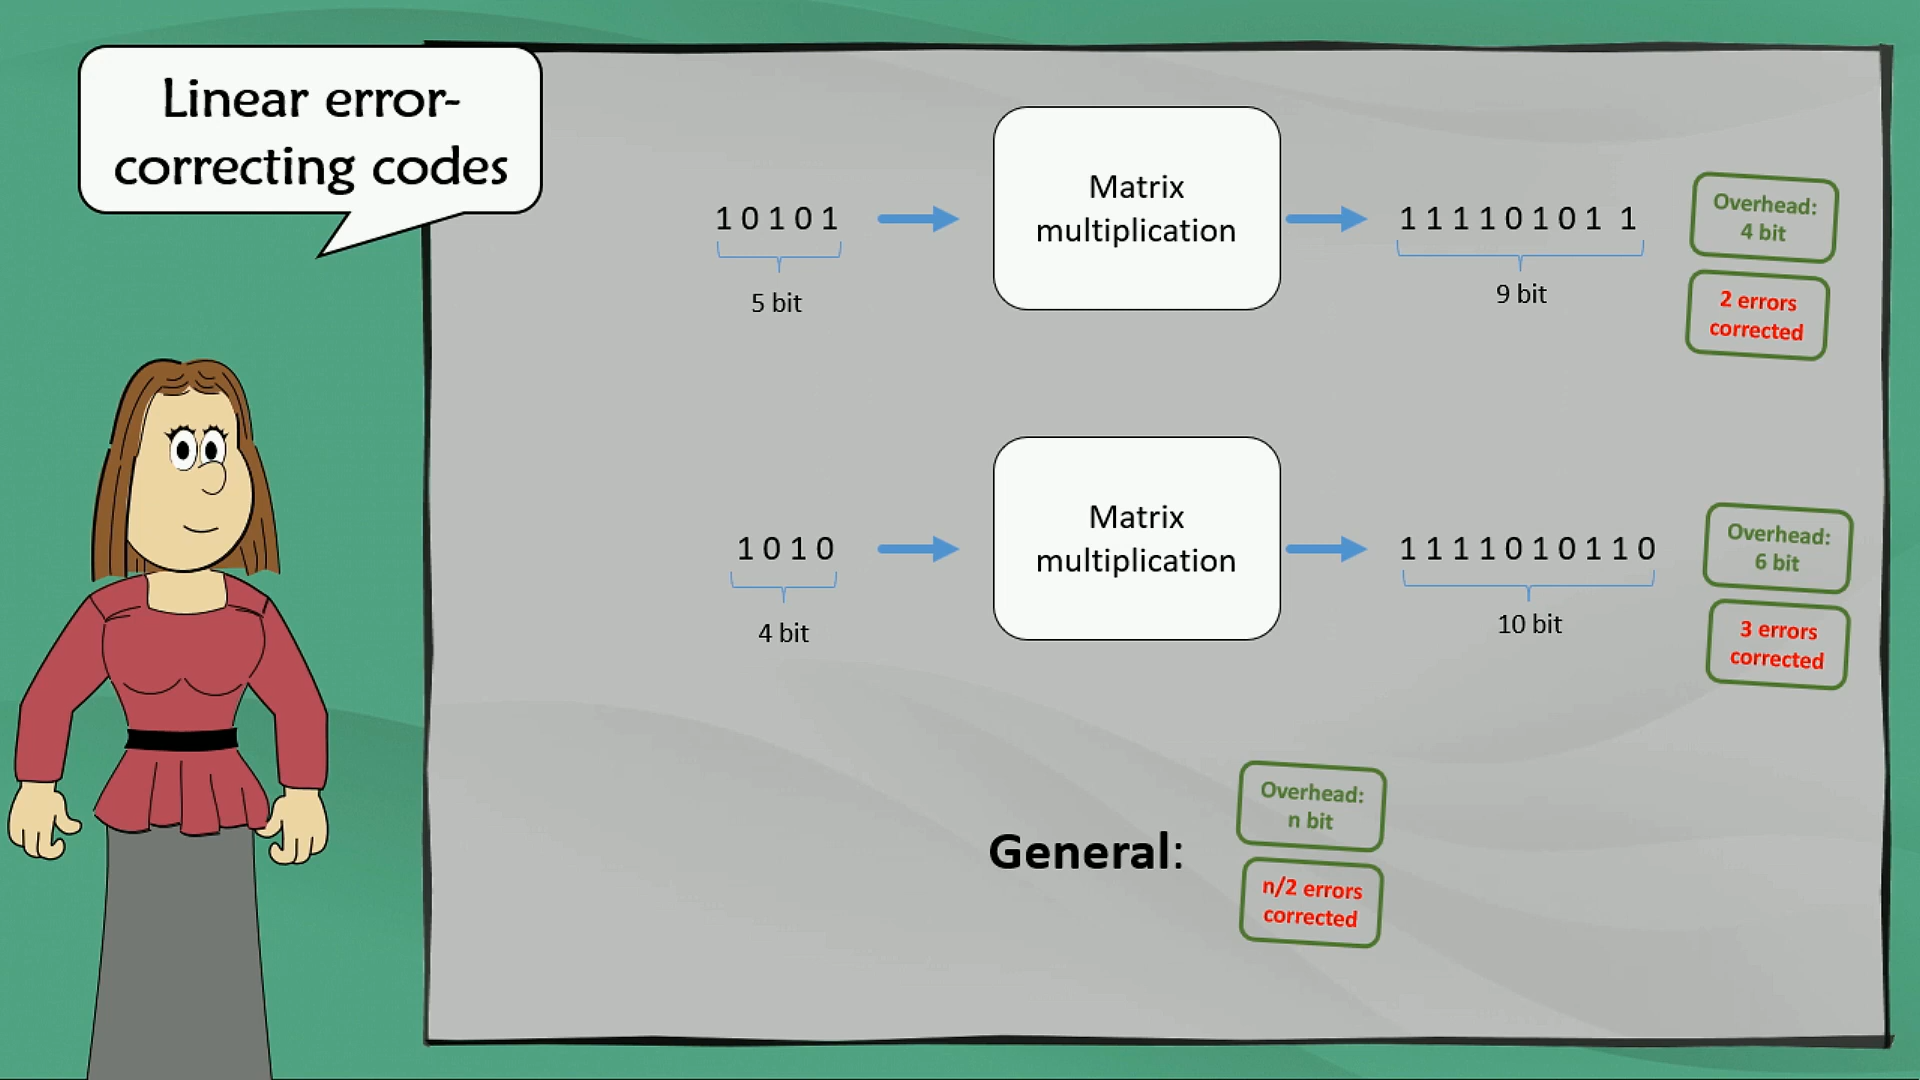 Linear error-
correcting codes
1 0 1 0 1
5 bit
Matrix
multiplication
1 1 1 1 0 1 0 1 1
9 bit
Overhead:
4 bit
2 errors
corrected
1 0 1 0
4 bit
Matrix
multiplication
1 1 1 1 0 1 0 1 1 0
10 bit
Overhead:
6 bit
3 errors
corrected
General:
Overhead:
n bit
n/2 errors
corrected